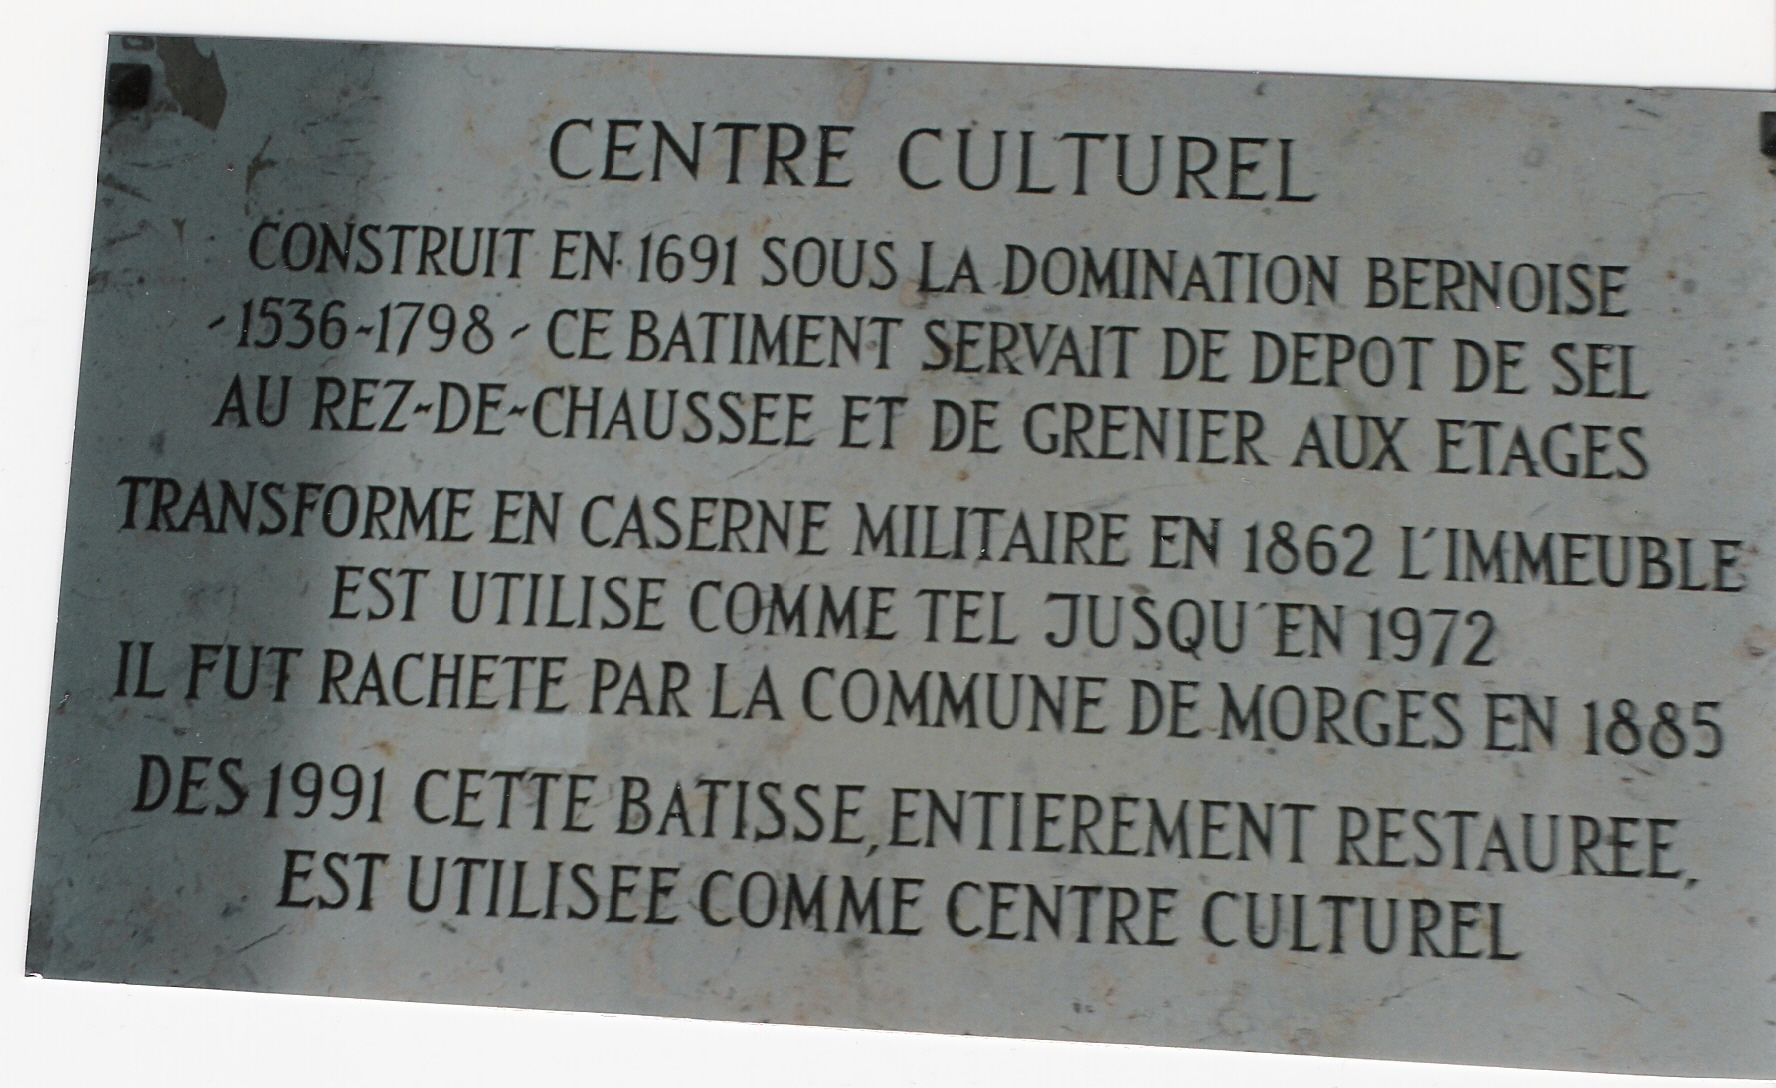 CENTRE CULTUREL
CONSTRUIT EN 1691 SOUS LA DOMINATION BERNOISE
-1536-1798- CE BATIMENT SERVAIT DE DEPOT DE SEL
AU REZ-DE-CHAUSSEE ET DE GRENIER AUX ETAGES
TRANSFORME EN CASERNE MILITAIRE EN 1862 L'IMMEUBLE
EST UTILISE COMME TEL JUSQU'EN 1972
IL FUT RACHETE PAR LA COMMUNE DE MORGES EN 1885
DES 1991 CETTE BATISSE, ENTIEREMENT RESTAUREE,
EST UTILISEE COMME CENTRE CULTUREL